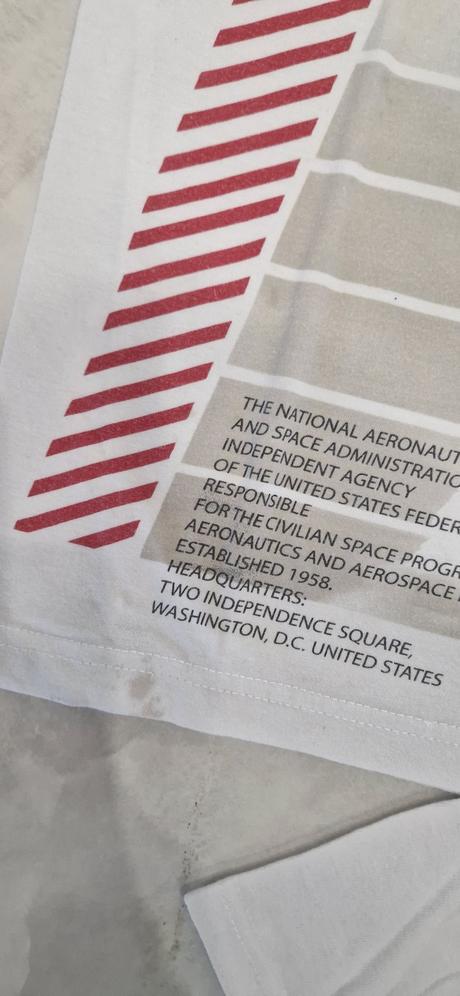 THE NATIONAL AERONAUT
AND SPACE ADMINISTRATIO
INDEPENDENT AGENCY
OF THE UNITED STATES FEDER
RESPONSIBLE
FOR THE CIVILIAN SPACE PROGR
AERONAUTICS AND AEROSPACE
ESTABLISHED 1958.
HEADQUARTERS:
TWO INDEPENDENCE SQUARE,
WASHINGTON, D.C. UNITED STATES